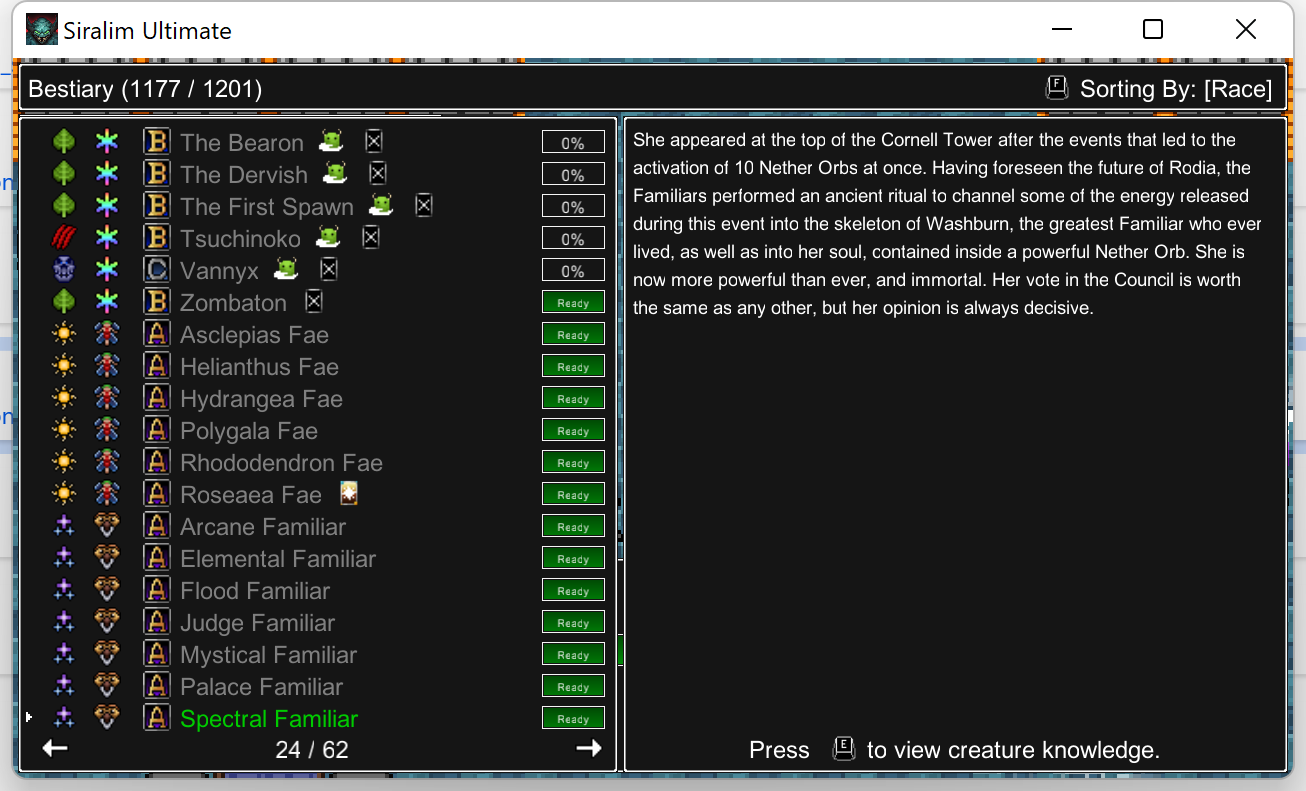 Siralim Ultimate
Bestiary (1177 / 1201)
F Sorting By: [Race]
B The Bearon 0%
B The Dervish 0%
B The First Spawn 0%
B Tsuchinoko 0%
C Vannyx 0%
B Zombaton Ready
A Asclepias Fae Ready
A Helianthus Fae Ready
A Hydrangea Fae Ready
A Polygala Fae Ready
A Rhododendron Fae Ready
A Roseaea Fae Ready
A Arcane Familiar Ready
A Elemental Familiar Ready
A Flood Familiar Ready
A Judge Familiar Ready
A Mystical Familiar Ready
A Palace Familiar Ready
A Spectral Familiar Ready
24 / 62
She appeared at the top of the Cornell Tower after the events that led to the
activation of 10 Nether Orbs at once. Having foreseen the future of Rodia, the
Familiars performed an ancient ritual to channel some of the energy released
during this event into the skeleton of Washburn, the greatest Familiar who ever
lived, as well as into her soul, contained inside a powerful Nether Orb. She is
now more powerful than ever, and immortal. Her vote in the Council is worth
the same as any other, but her opinion is always decisive.
Press E to view creature knowledge.